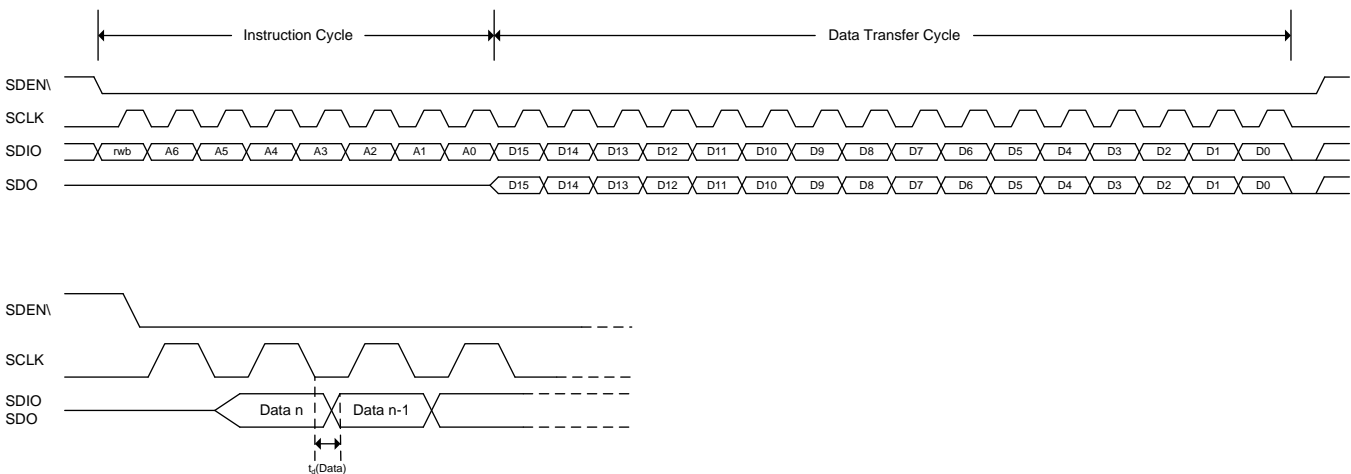 Instruction Cycle Data Transfer Cycle
SDEN\
SCLK
SDIO rwb A6 A5 A4 A3 A2 A1 A0 D15 D14 D13 D12 D11 D10 D9 D8 D7 D6 D5 D4 D3 D2 D1 D0
SDO D15 D14 D13 D12 D11 D10 D9 D8 D7 D6 D5 D4 D3 D2 D1 D0
SDEN\
SCLK
SDIO
SDO
Data n Data n-1
td(Data)